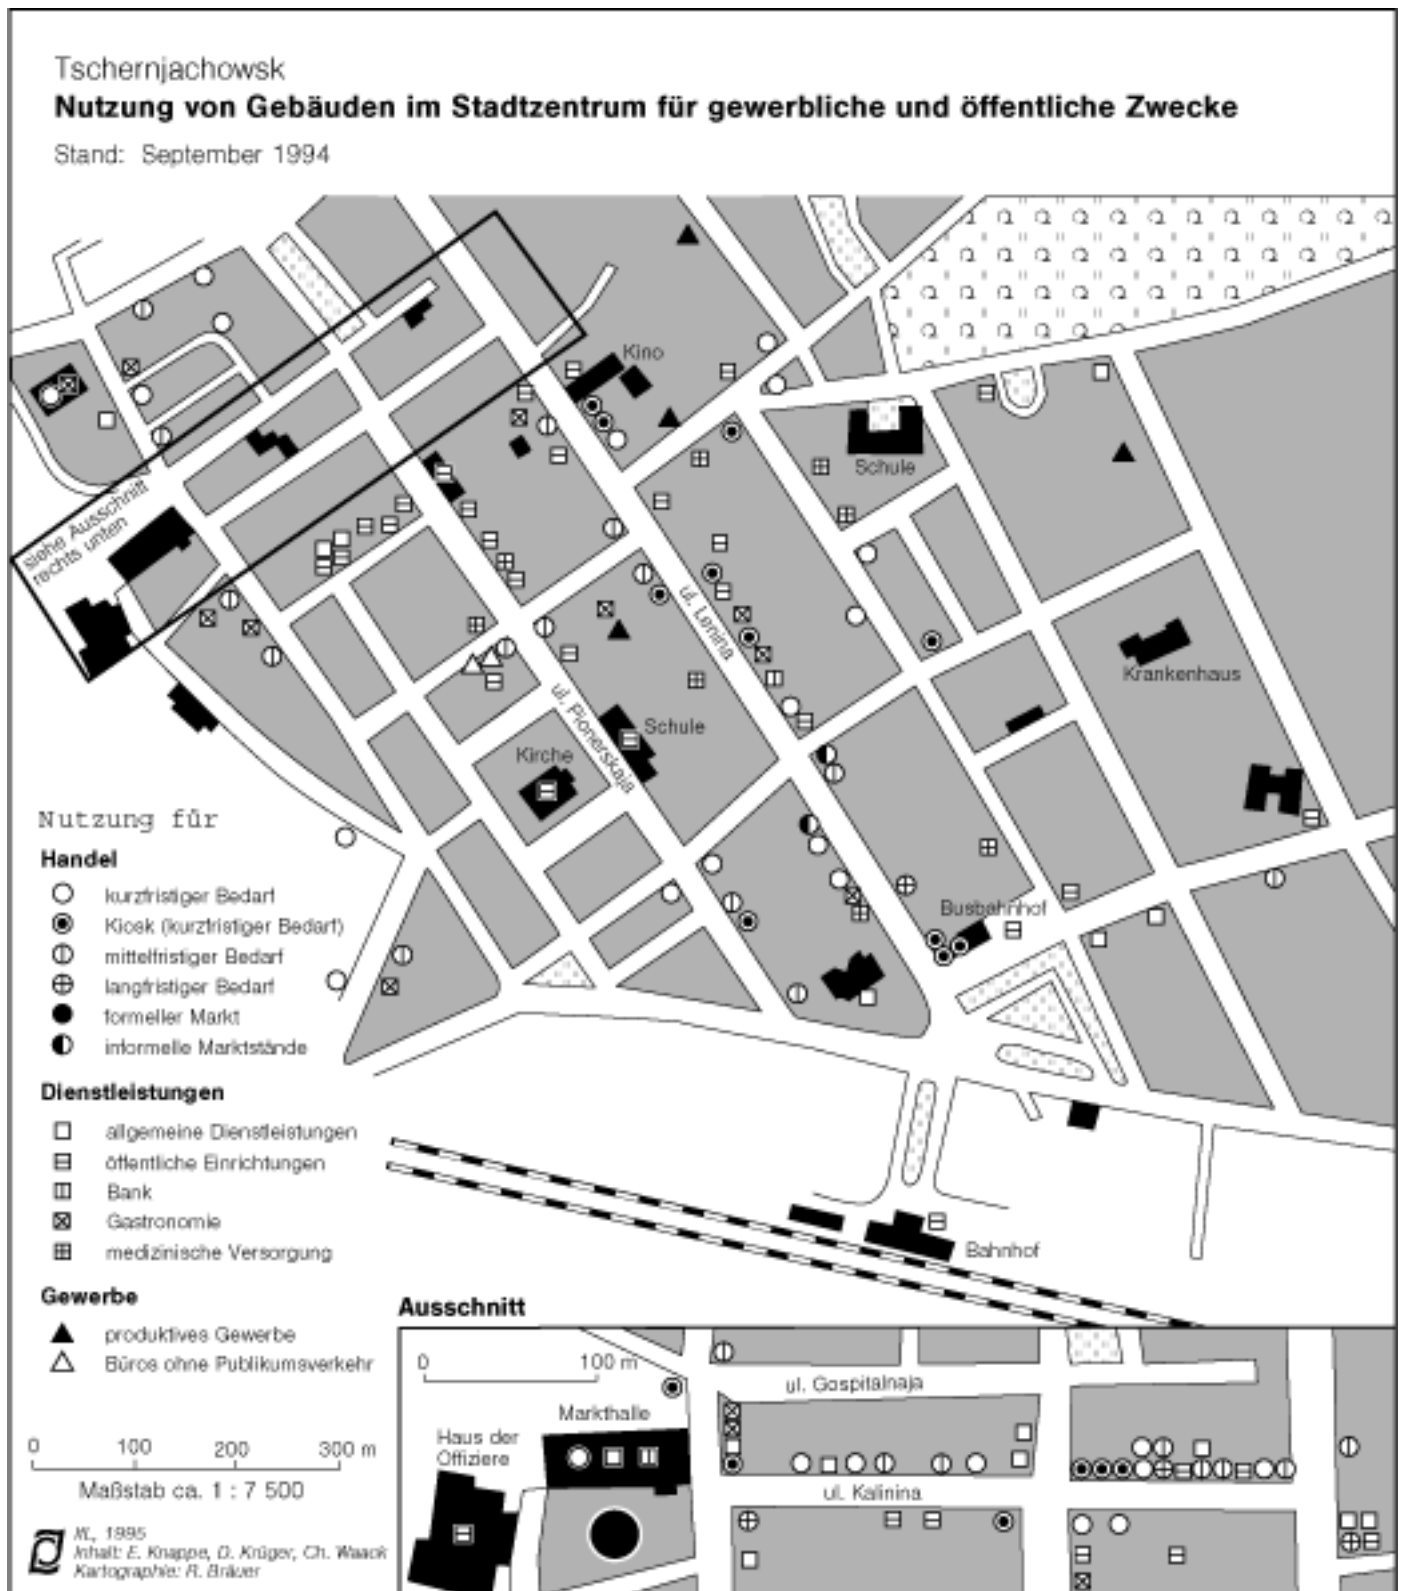 Tschernjachowsk
Nutzung von Gebäuden im Stadtzentrum für gewerbliche und öffentliche Zwecke
Stand: September 1994
Kino
Schule
siehe Ausschnitt
rechts unten
ul. Lenina
Krankenhaus
ul. Pionerskaja
Schule
Kirche
Busbahnhof
Nutzung für
Handel
kurzfristiger Bedarf
Kiosk (kurzfristiger Bedarf)
mittelfristiger Bedarf
langfristiger Bedarf
formeller Markt
informelle Marktstände
Dienstleistungen
allgemeine Dienstleistungen
öffentliche Einrichtungen
Bank
Gastronomie
medizinische Versorgung
Gewerbe
produktives Gewerbe
Büros ohne Publikumsverkehr
Bahnhof
Ausschnitt
0 100 m
ul. Gospitalnaja
Markthalle
Haus der
Offiziere
ul. Kalinina
0 100 200 300 m
Maßstab ca. 1 : 7 500
IfL, 1995
Inhalt: E. Knappe, D. Krüger, Ch. Waack
Kartographie: R. Bräuer